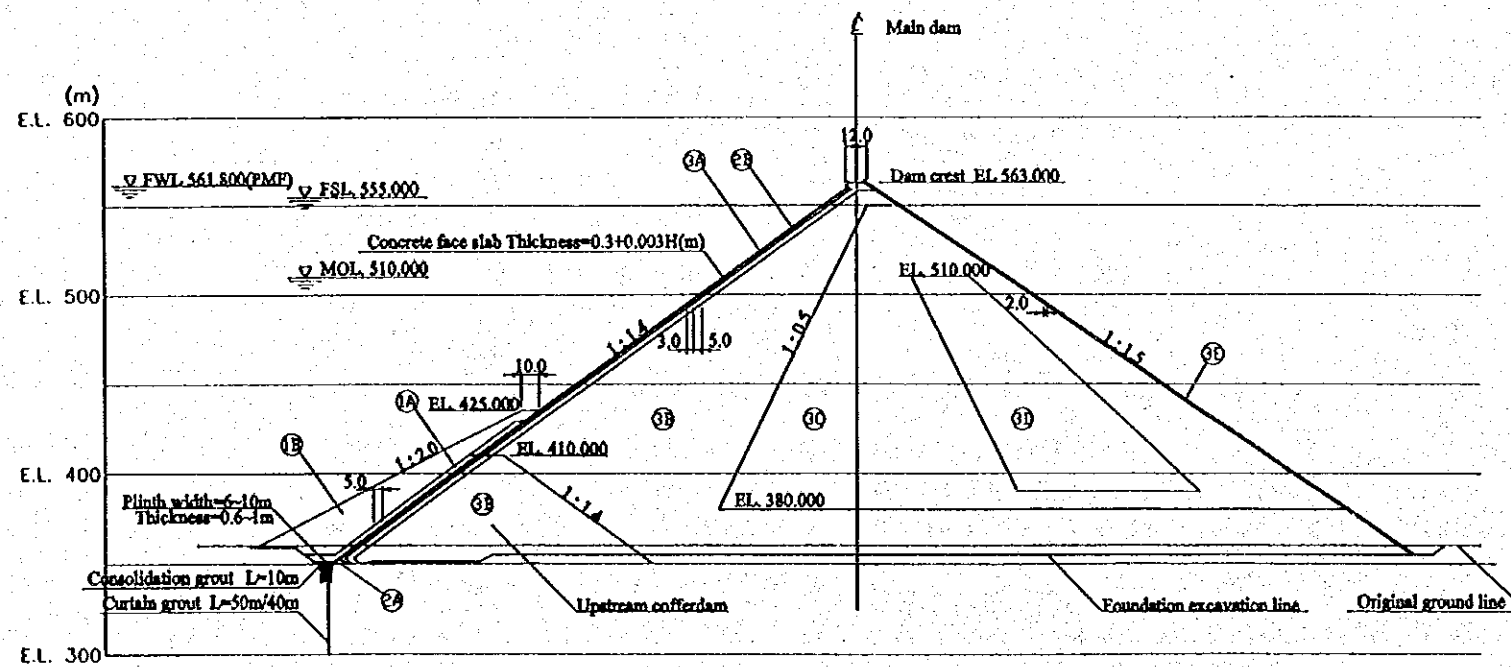 ℄ Main dam
(m)
E.L. 600
12.0
3A
2B
FWL 561.800(PMF)
FSL 555.000
Dam crest EL 563.000
Concrete face slab Thickness=0.3+0.003H(m)
MOL 510.000
EL. 510.000
E.L. 500
2.0
1:1.4
3.0
5.0
1:0.5
1:1.5
3E
10.0
1A
EL. 425.000
3B
3C
3D
1B
1:2.0
EL. 410.000
E.L. 400
5.0
Plinth width=6~10m
Thickness=0.6~1m
3B
1:1.4
EL. 380.000
Consolidation grout L=10m
2A
Curtain grout L=50m/40m
Upstream cofferdam
Foundation excavation line
Original ground line
E.L. 300